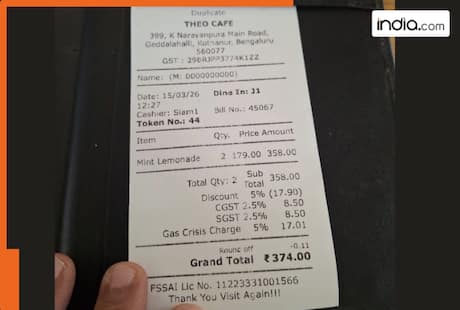 india.com
Duplicate
THEO CAFE
399, K Narayanpura Main Road,
Geddalahalli, Kothanur, Bengaluru
560077
Name: (M: 0000000000)
Date: 15/03/26 Dine In: J1
12:27
Cashier: Siam1 Bill No.: 45067
Token No.: 44
Item Qty. Price Amount
Mint Lemonade 2 179.00 358.00
Total Qty: 2 Sub Total 358.00
Discount 5% (17.90)
CGST 2.5% 8.50
SGST 2.5% 8.50
Gas Crisis Charge 5% 17.01
Round off -0.11
Grand Total ₹374.00
FSSAI Lic No. 11223331001566
Thank You Visit Again!!!